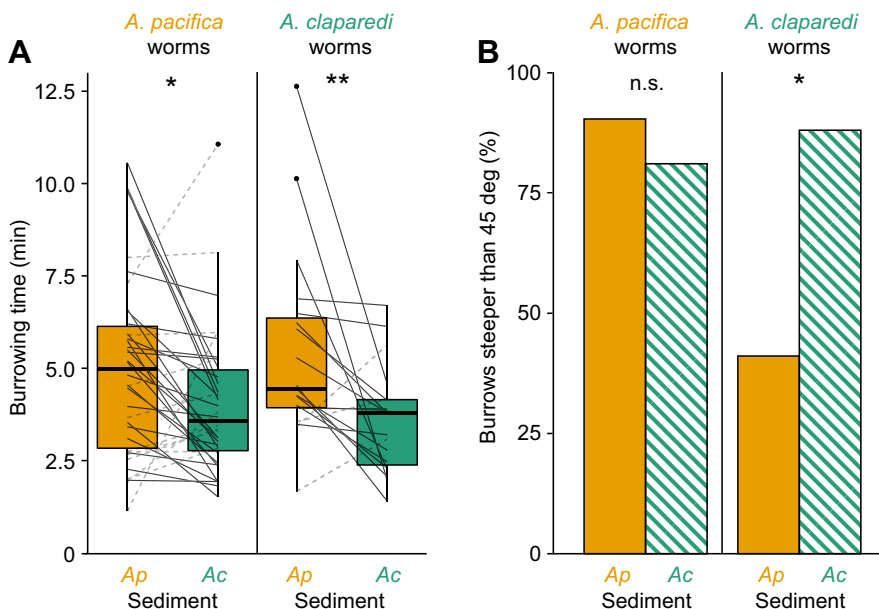 A
A. pacifica
worms
A. claparedi
worms
*
**
Burrowing time (min)
12.5
10.0
7.5
5.0
2.5
0
Ap
Ac
Ap
Ac
Sediment
Sediment
B
A. pacifica
worms
A. claparedi
worms
n.s.
*
Burrows steeper than 45 deg (%)
100
75
50
25
0
Ap
Ac
Ap
Ac
Sediment
Sediment